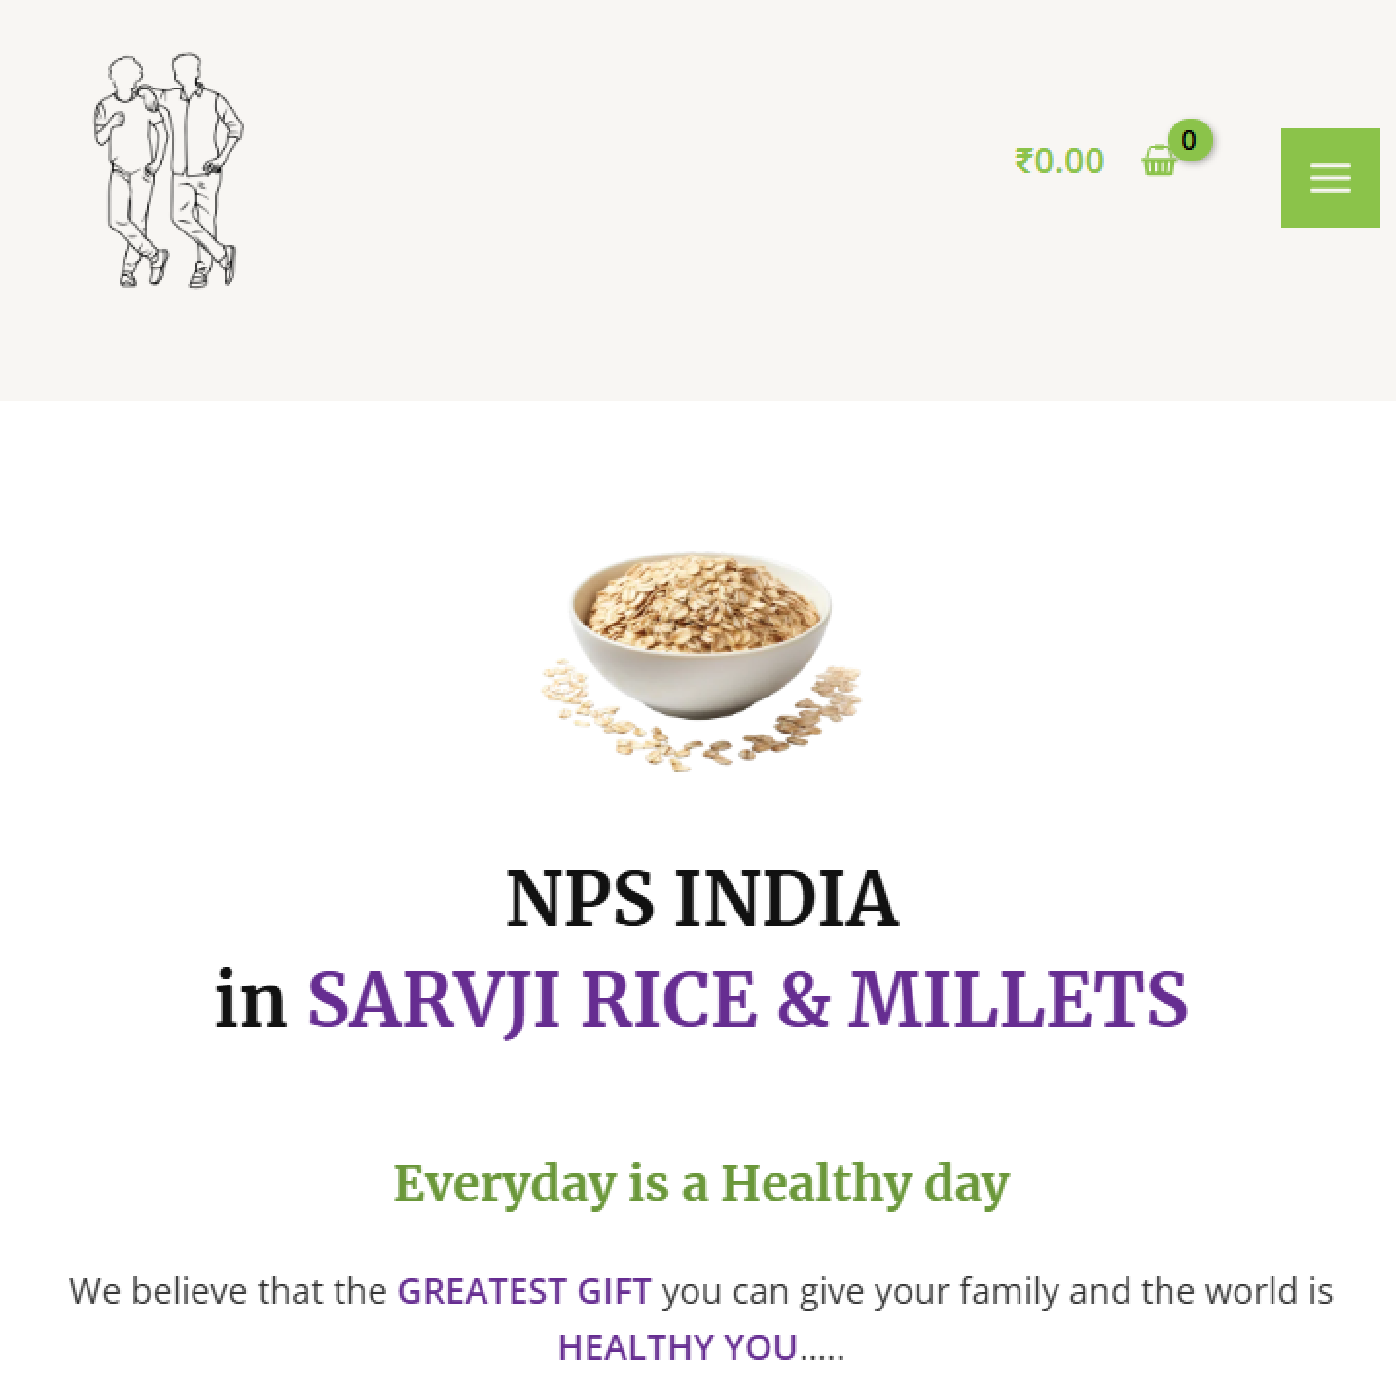 ₹0.00
0
NPS INDIA
in SARVJI RICE & MILLETS
Everyday is a Healthy day
We believe that the GREATEST GIFT you can give your family and the world is
HEALTHY YOU.....